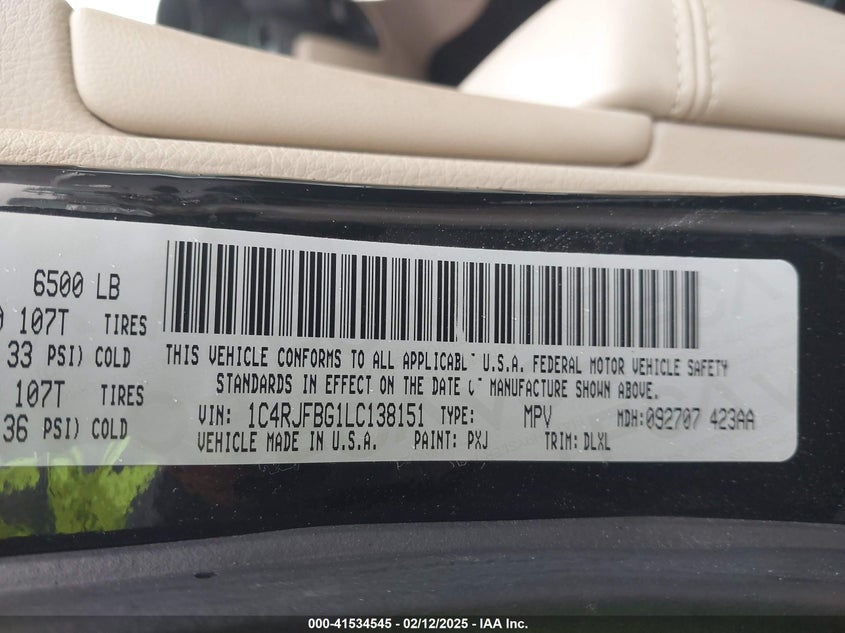 6500 LB
107T TIRES
33 PSI) COLD
107T TIRES
36 PSI) COLD
THIS VEHICLE CONFORMS TO ALL APPLICABL U.S.A. FEDERAL MOTOR VEHICLE SAFETY
STANDARDS IN EFFECT ON THE DATE MANUFACTURE SHOWN ABOVE.
VIN: 1C4RJFBG1LC138151 TYPE: MPV MDH:092707 423AA
VEHICLE MADE IN U.S.A. PAINT: PXJ TRIM: DLXL
000-41534545 - 02/12/2025 - IAA Inc.